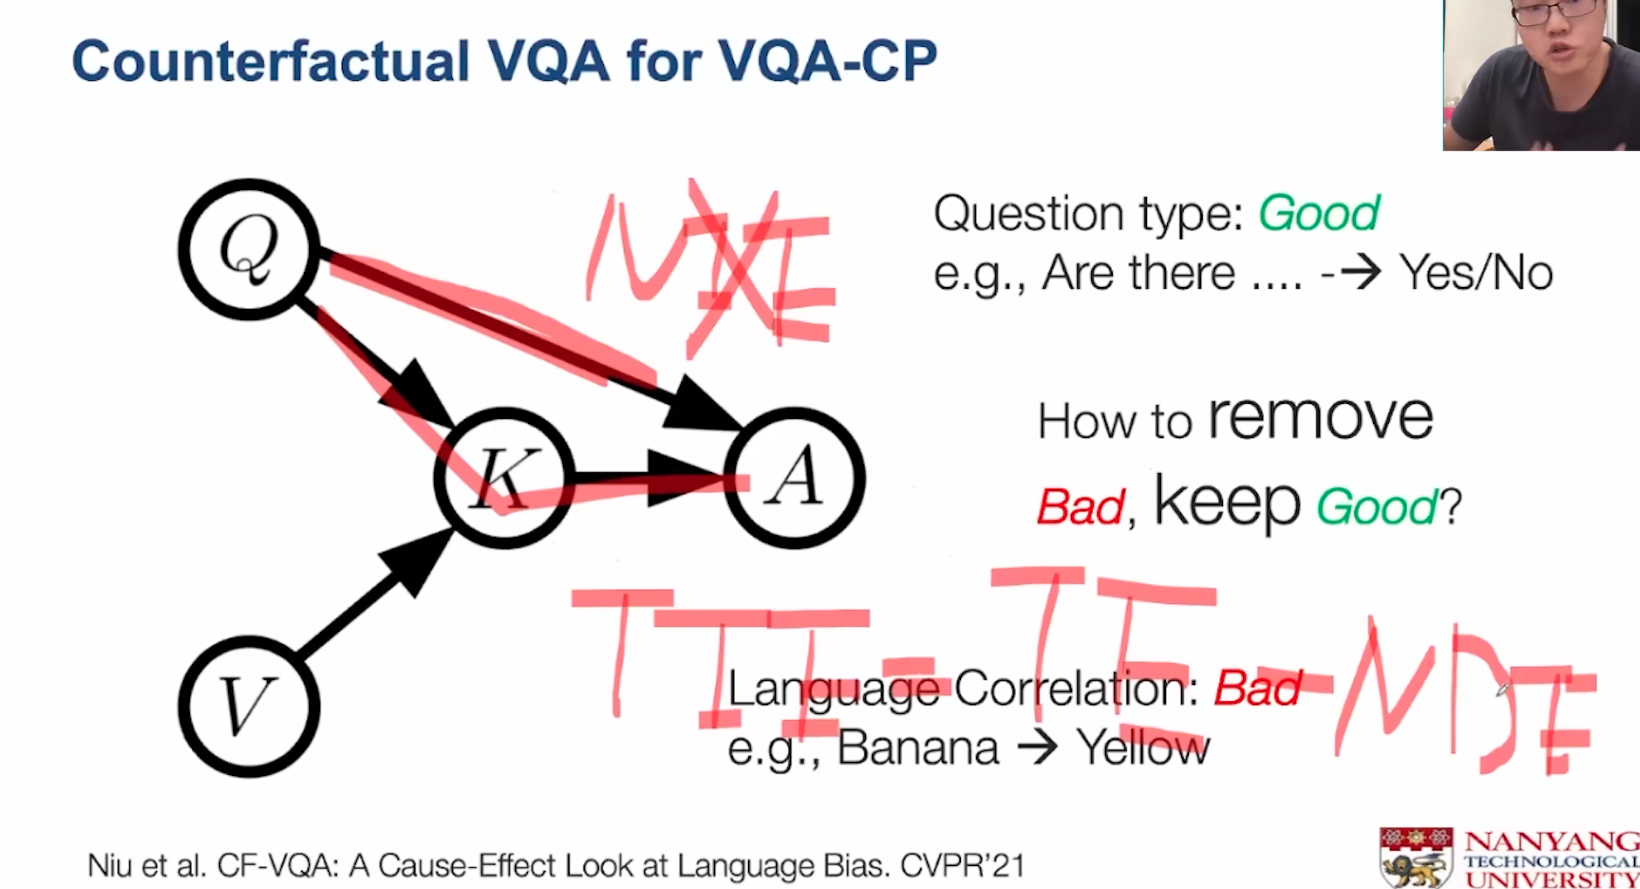 Counterfactual VQA for VQA-CP
Q
K
A
V
NIE
Question type: Good
e.g., Are there .... -→ Yes/No
How to remove
Bad, keep Good?
TIE = TE - NDE
Language Correlation: Bad
e.g., Banana → Yellow
Niu et al. CF-VQA: A Cause-Effect Look at Language Bias. CVPR'21
NANYANG
TECHNOLOGICAL
UNIVERSITY